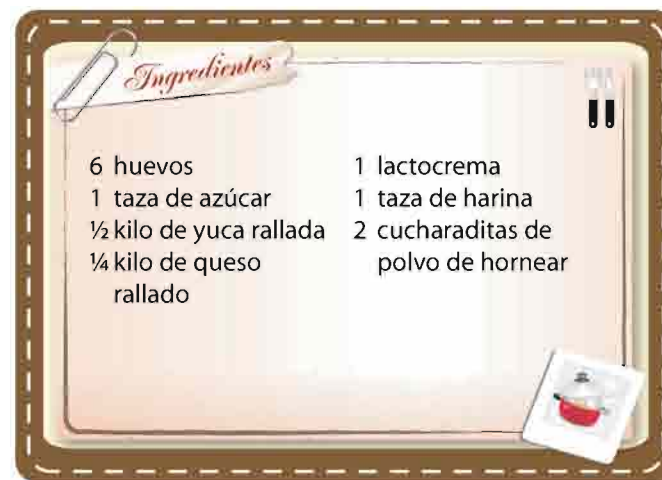 Ingredientes
6 huevos
1 taza de azúcar
½ kilo de yuca rallada
¼ kilo de queso
rallado
1 lactocrema
1 taza de harina
2 cucharaditas de
polvo de hornear